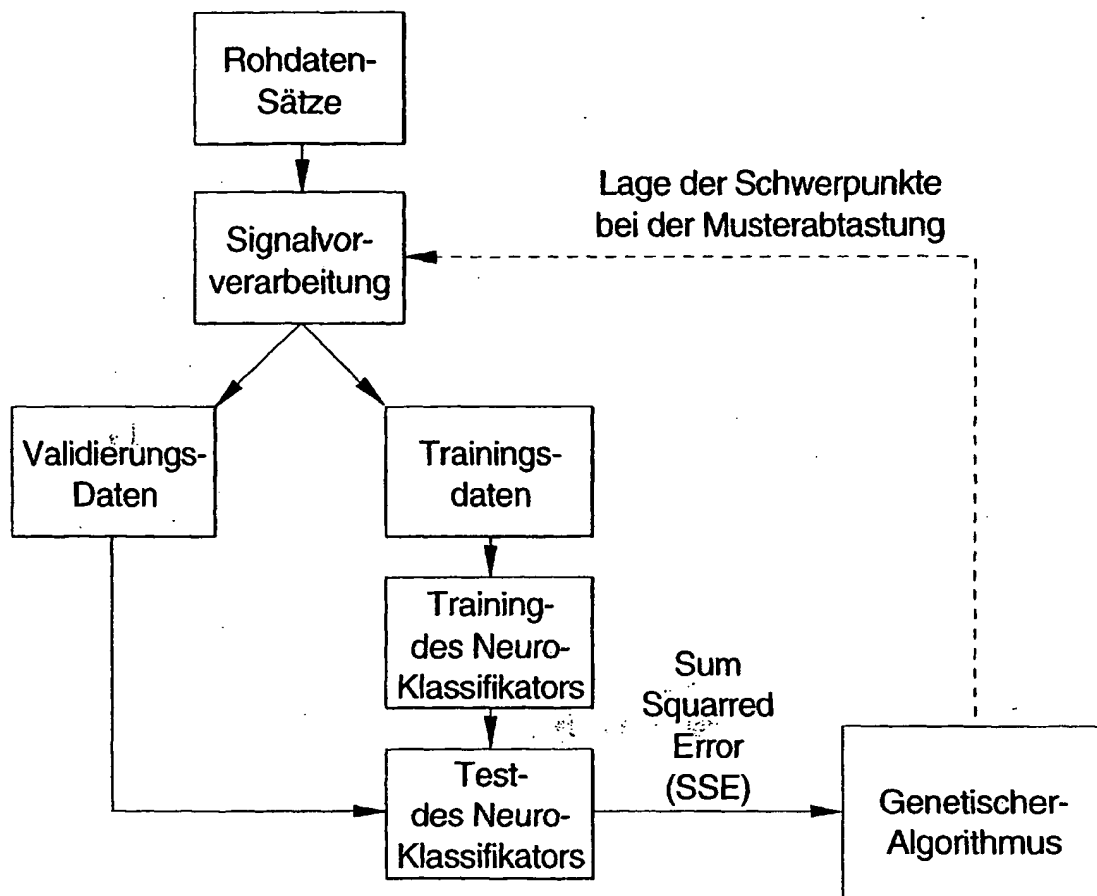 Rohdaten-
Sätze
Lage der Schwerpunkte
bei der Musterabtastung
Signalvor-
verarbeitung
Validierungs-
Daten
Trainings-
daten
Training-
des Neuro-
Klassifikators
Sum
Squarred
Error
(SSE)
Test-
des Neuro-
Klassifikators
Genetischer-
Algorithmus